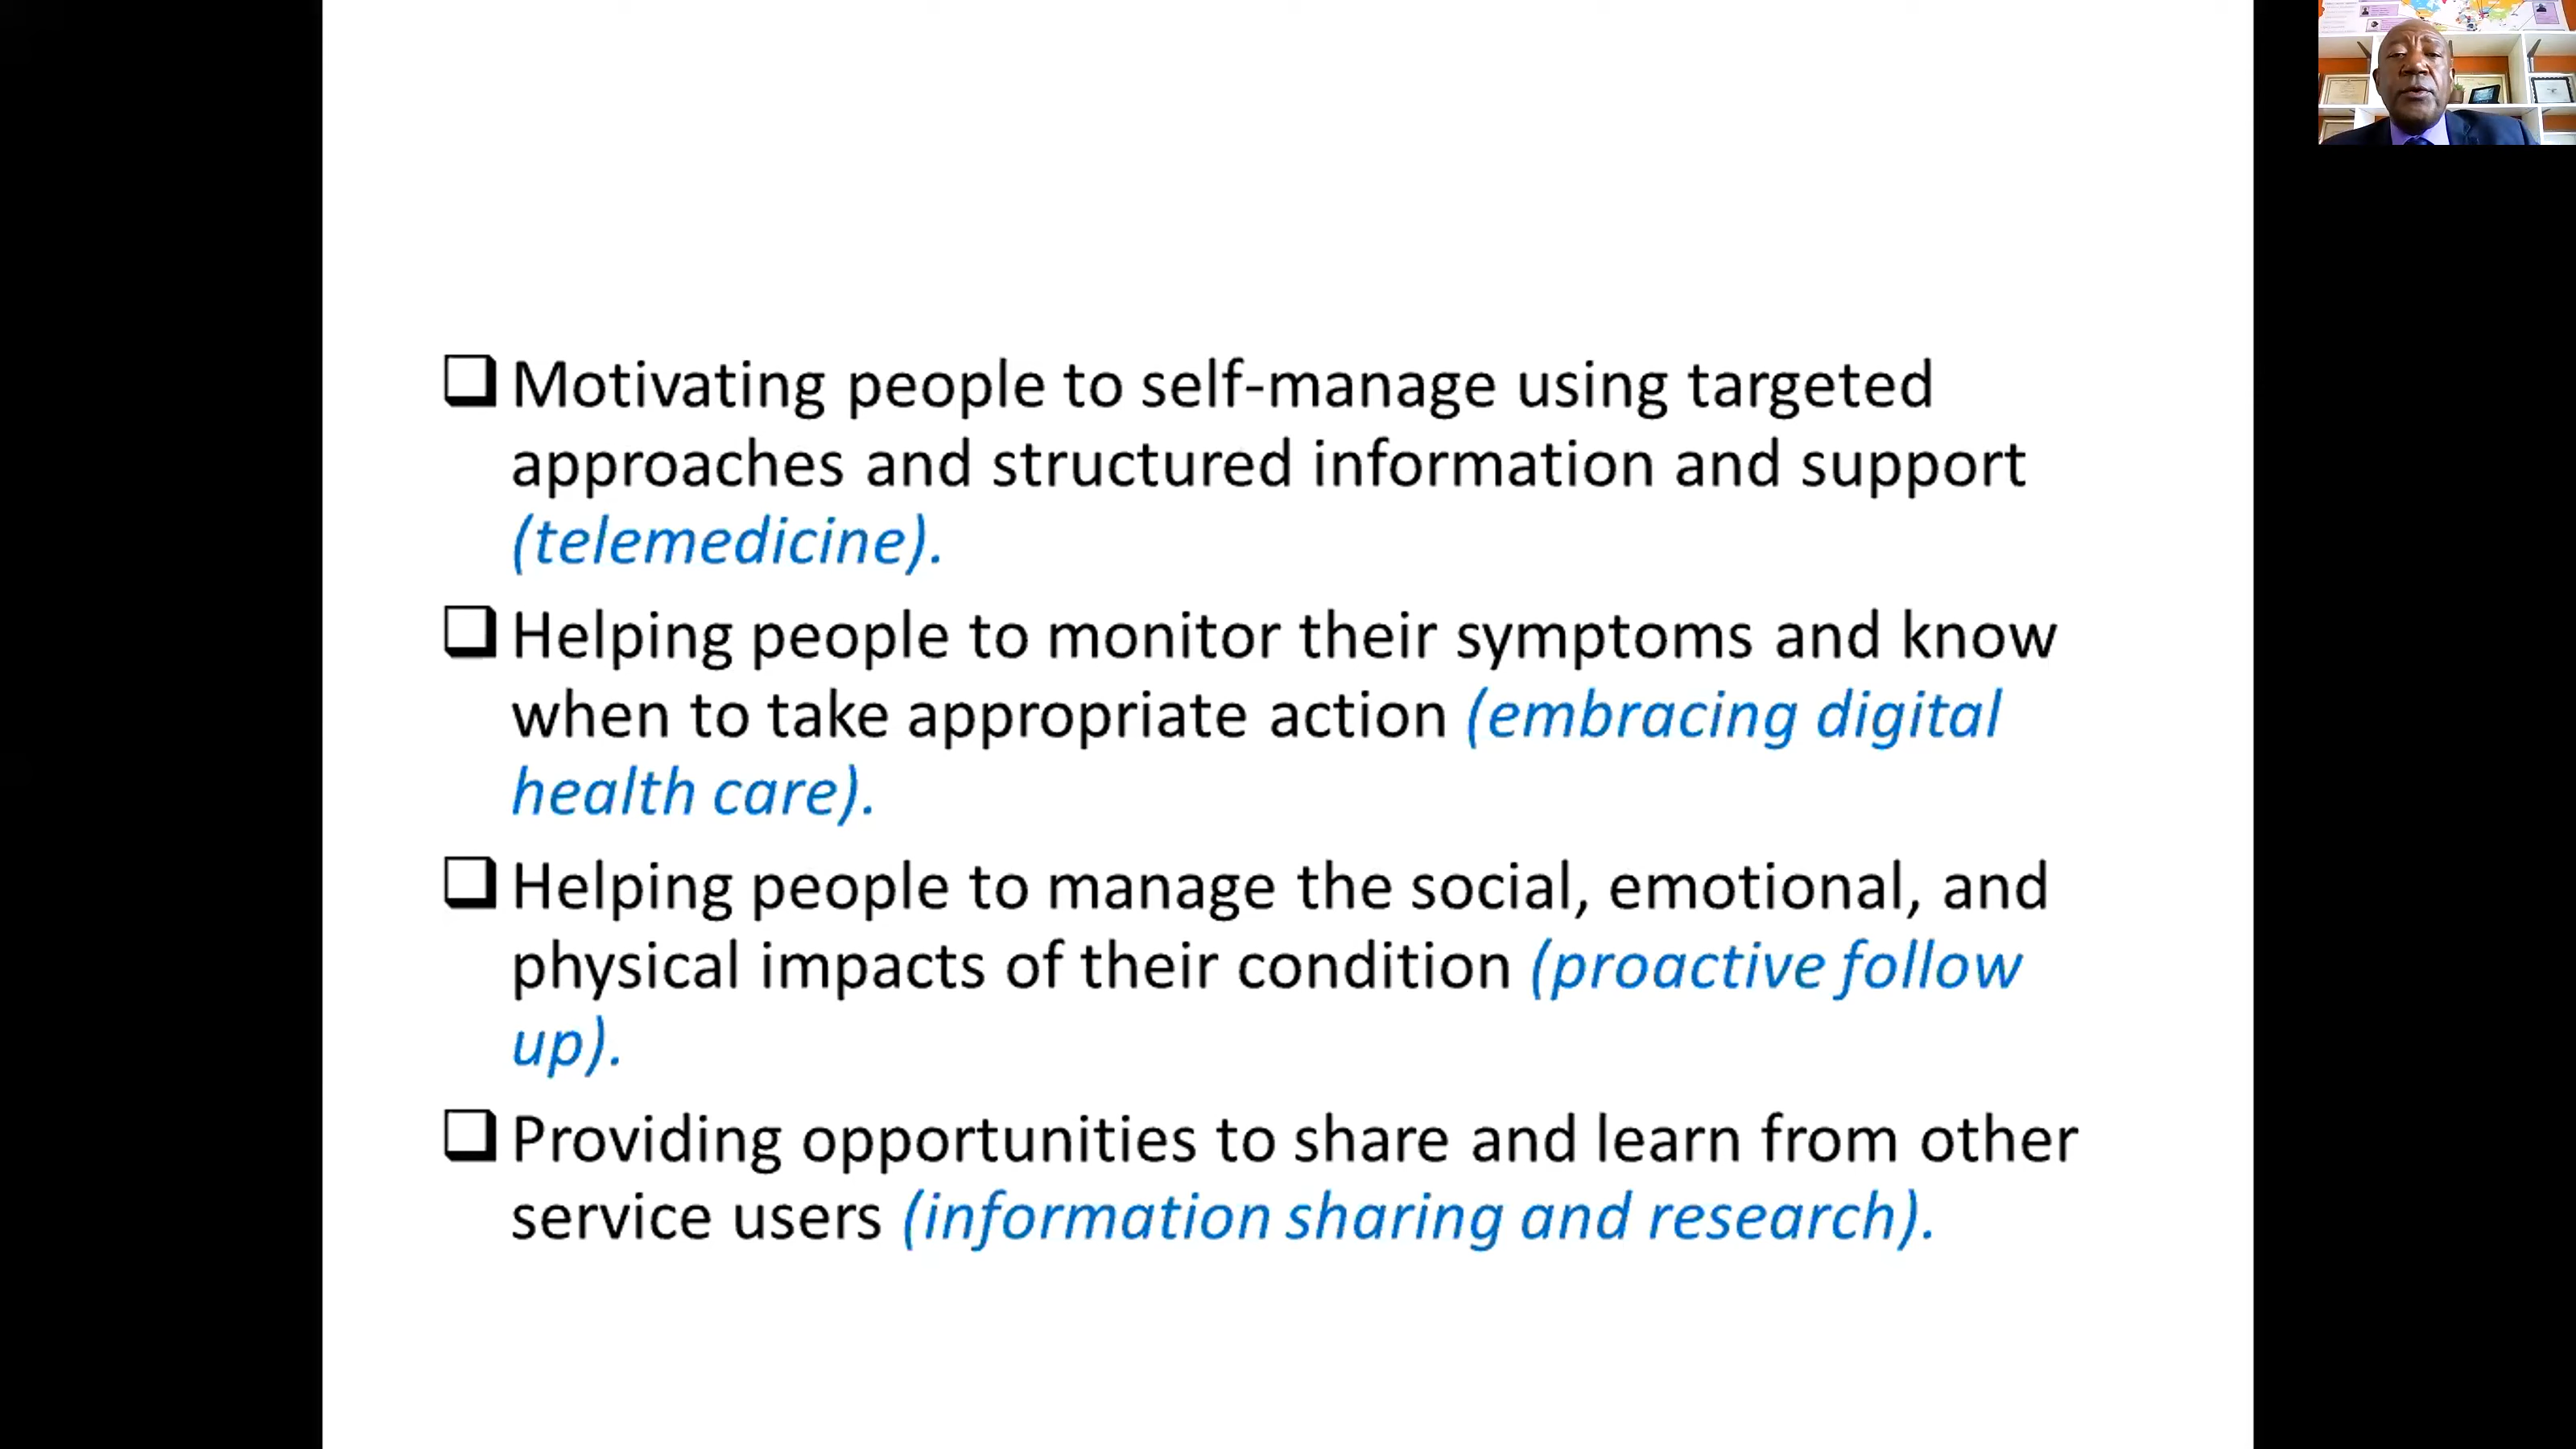 Motivating people to self-manage using targeted
approaches and structured information and support
(telemedicine).
Helping people to monitor their symptoms and know
when to take appropriate action (embracing digital
health care).
Helping people to manage the social, emotional, and
physical impacts of their condition (proactive follow
up).
Providing opportunities to share and learn from other
service users (information sharing and research).